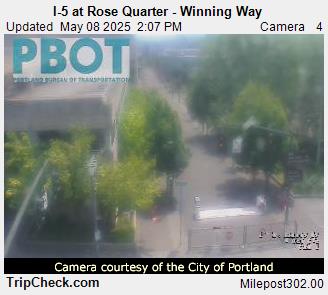 I-5 at Rose Quarter - Winning Way
Updated May 08 2025 2:07 PM Camera 4
PBOT
PORTLAND BUREAU OF TRANSPORTATION
Camera courtesy of the City of Portland
TripCheck.com Milepost302.00